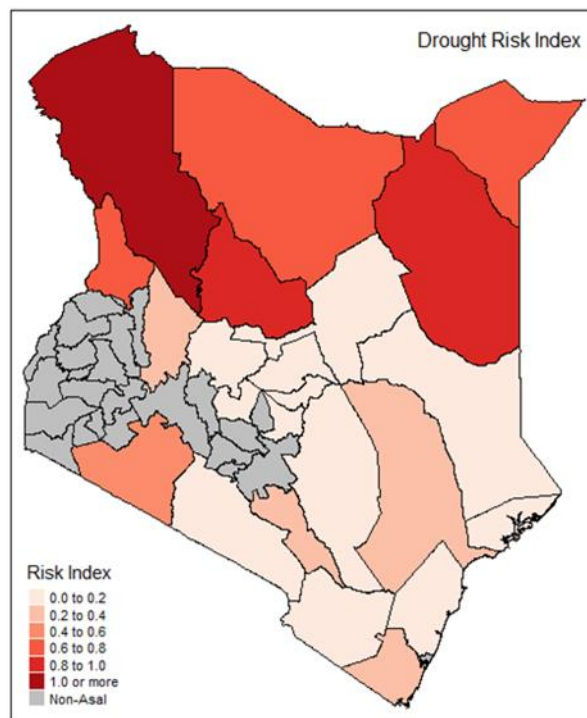 Drought Risk Index
Risk Index
0.0 to 0.2
0.2 to 0.4
0.4 to 0.6
0.6 to 0.8
0.8 to 1.0
1.0 or more
Non-Asal